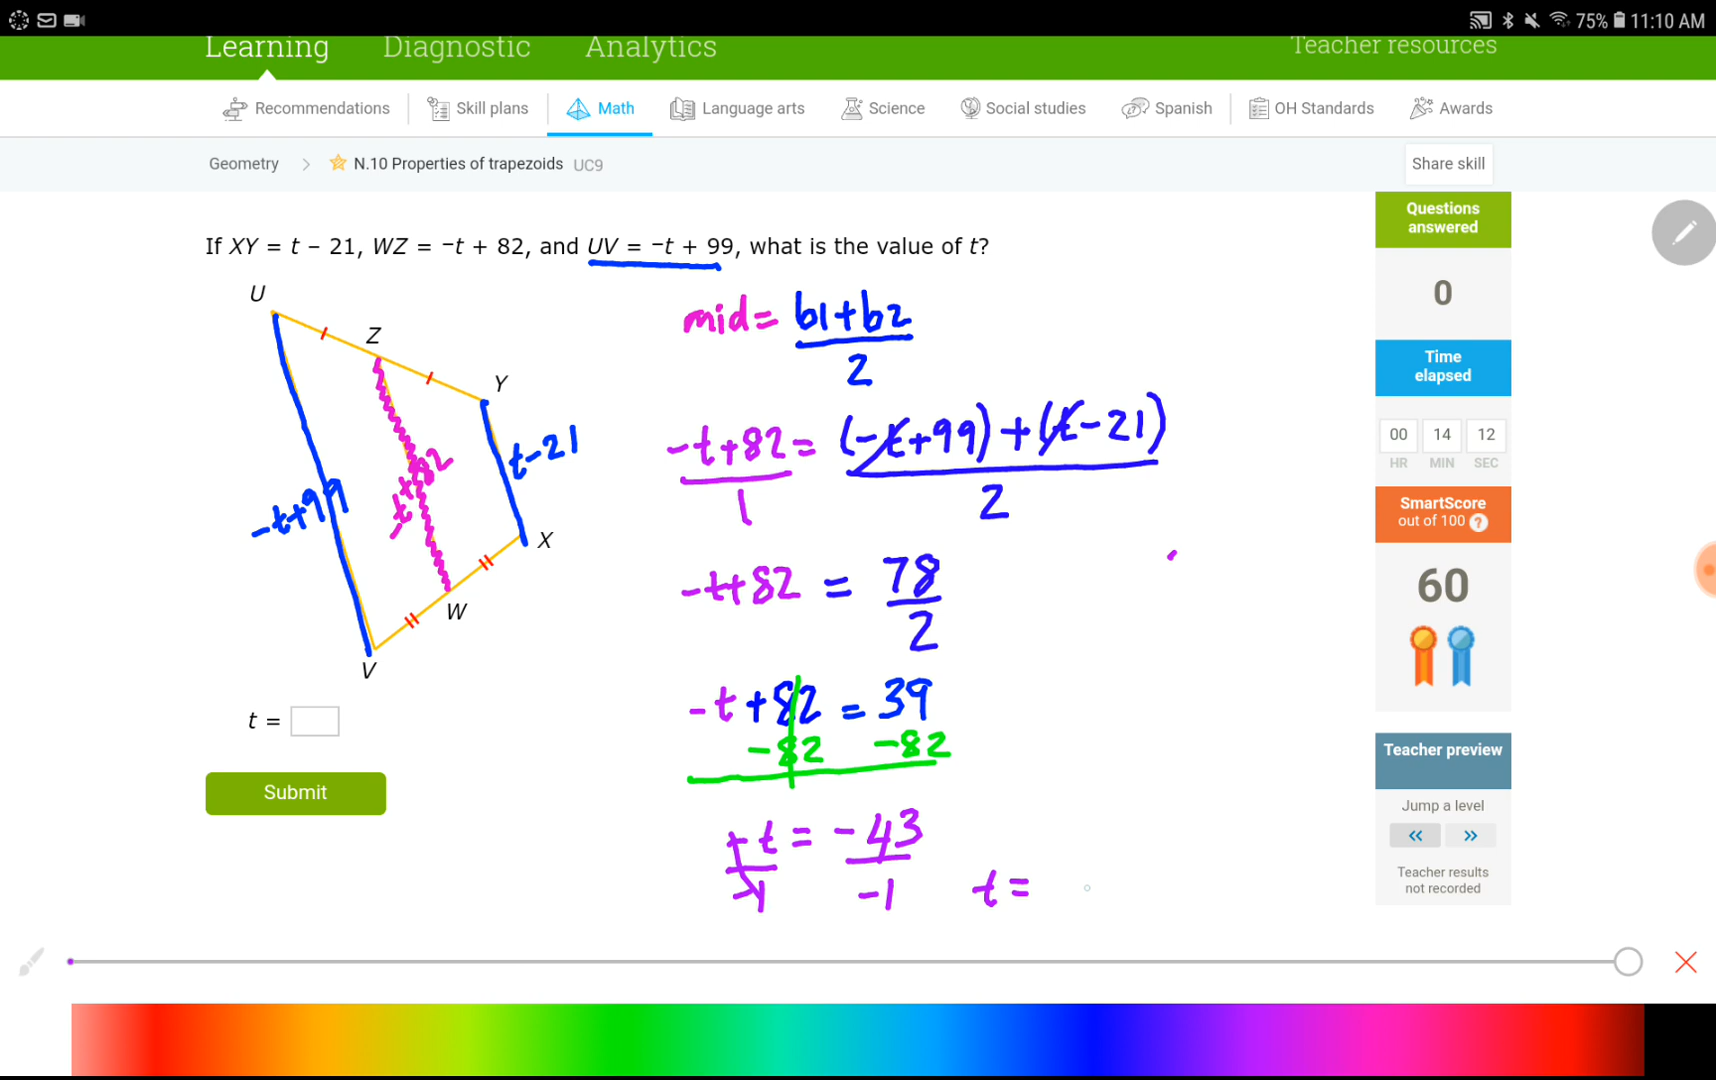 75% 11:10 AM
Learning Diagnostic Analytics Teacher resources
Recommendations Skill plans Math Language arts Science Social studies Spanish OH Standards Awards
Geometry > N.10 Properties of trapezoids UC9
Share skill
If XY = t − 21, WZ = −t + 82, and UV = −t + 99, what is the value of t?
U
Z
Y
X
W
V
-t+99
-t+82
t-21
t =
Submit
mid = b1+b2
2
-t+82 = (-t+99)+(t-21)
1 2
-t+82 = 78
2
-t+82 = 39
-82 -82
-t = -43
-1 -1 t =
Questions
answered
0
Time
elapsed
00 14 12
HR MIN SEC
SmartScore
out of 100 ?
60
Teacher preview
Jump a level
Teacher results
not recorded